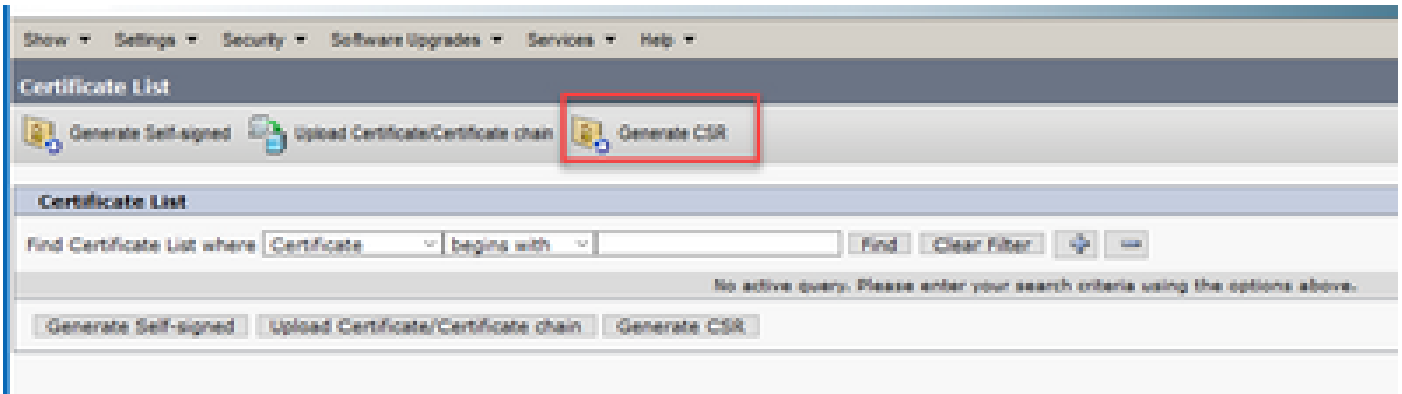 Show Settings Security Software Upgrades Services Help
Certificate List
Generate Self-signed Upload Certificate/Certificate chain Generate CSR
Certificate List
Find Certificate List where Certificate begins with Find Clear Filter
No active query. Please enter your search criteria using the options above.
Generate Self-signed Upload Certificate/Certificate chain Generate CSR